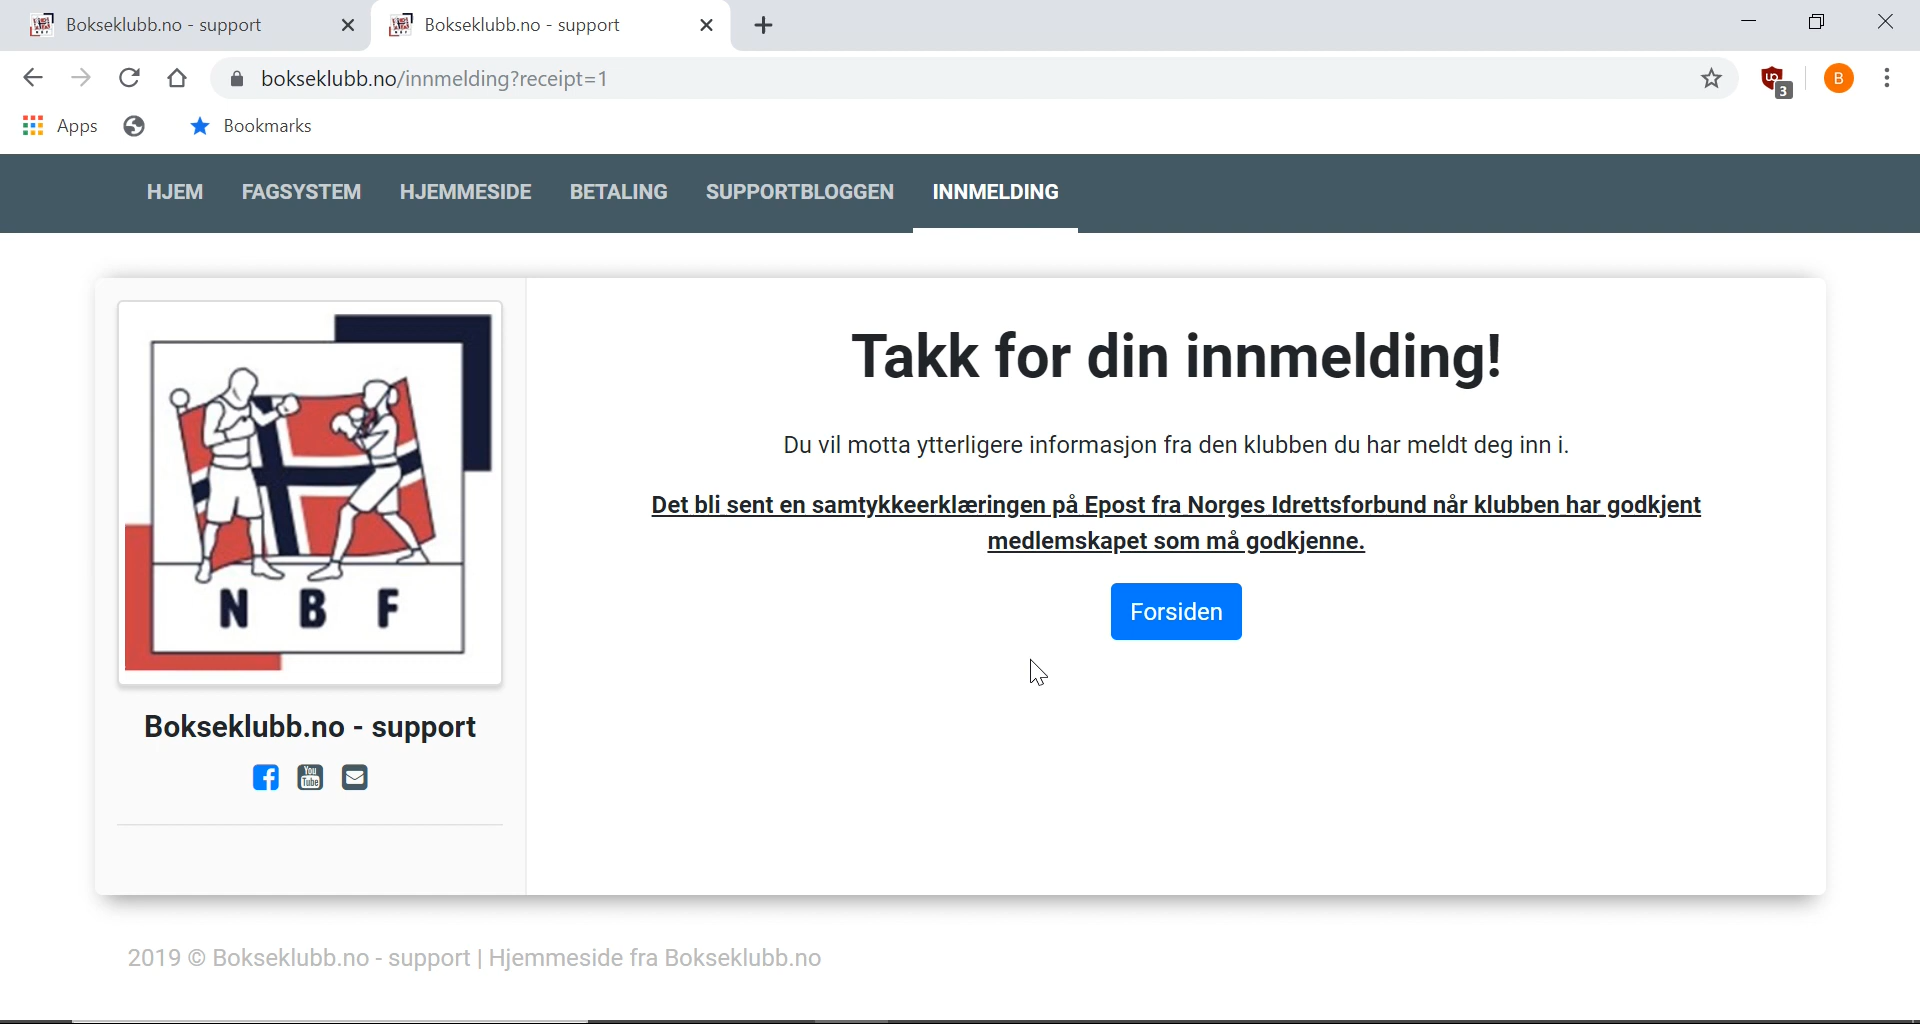 Bokseklubb.no - support
Bokseklubb.no - support
bokseklubb.no/innmelding?receipt=1
3
B
Apps
Bookmarks
HJEM FAGSYSTEM HJEMMESIDE BETALING SUPPORTBLOGGEN INNMELDING
N B F
Bokseklubb.no - support
You
Tube
Takk for din innmelding!
Du vil motta ytterligere informasjon fra den klubben du har meldt deg inn i.
Det bli sent en samtykkeerklæringen på Epost fra Norges Idrettsforbund når klubben har godkjent
medlemskapet som må godkjenne.
Forsiden
2019 © Bokseklubb.no - support | Hjemmeside fra Bokseklubb.no